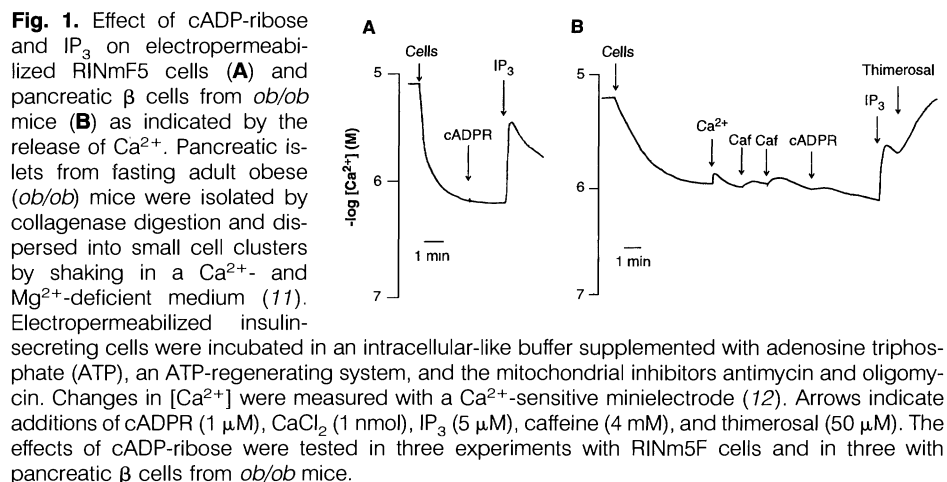 Fig. 1. Effect of cADP-ribose
and IP3 on electropermeabi-
lized RINmF5 cells (A) and
pancreatic β cells from ob/ob
mice (B) as indicated by the
release of Ca2+. Pancreatic is-
lets from fasting adult obese
(ob/ob) mice were isolated by
collagenase digestion and dis-
persed into small cell clusters
by shaking in a Ca2+- and
Mg2+-deficient medium (11).
Electropermeabilized insulin-
secreting cells were incubated in an intracellular-like buffer supplemented with adenosine triphos-
phate (ATP), an ATP-regenerating system, and the mitochondrial inhibitors antimycin and oligomy-
cin. Changes in [Ca2+] were measured with a Ca2+-sensitive minielectrode (12). Arrows indicate
additions of cADPR (1 μM), CaCl2 (1 nmol), IP3 (5 μM), caffeine (4 mM), and thimerosal (50 μM). The
effects of cADP-ribose were tested in three experiments with RINm5F cells and in three with
pancreatic β cells from ob/ob mice.
A
Cells
IP3
cADPR
5
6
7
-log [Ca2+] (M)
1 min
B
Cells
Thimerosal
IP3
Ca2+
Caf Caf cADPR
5
6
7
1 min